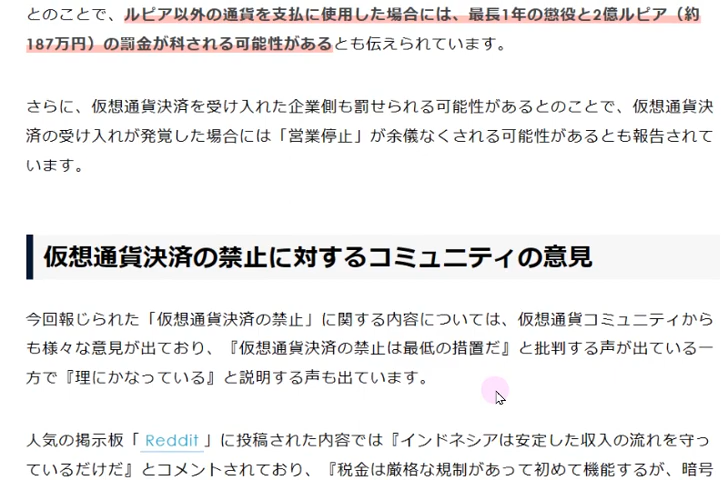 とのことで、ルピア以外の通貨を支払に使用した場合には、最長1年の懲役と2億ルピア（約
187万円）の罰金が科される可能性があるとも伝えられています。
さらに、仮想通貨決済を受け入れた企業側も罰せられる可能性があるとのことで、仮想通貨決
済の受け入れが発覚した場合には「営業停止」が余儀なくされる可能性があるとも報告されて
います。
仮想通貨決済の禁止に対するコミュニティの意見
今回報じられた「仮想通貨決済の禁止」に関する内容については、仮想通貨コミュニティから
も様々な意見が出ており、『仮想通貨決済の禁止は最低の措置だ』と批判する声が出ている一
方で『理にかなっている』と説明する声も出ています。
人気の掲示板「 Reddit 」に投稿された内容では『インドネシアは安定した収入の流れを守っ
ているだけだ』とコメントされており、『税金は厳格な規制があって初めて機能するが、暗号